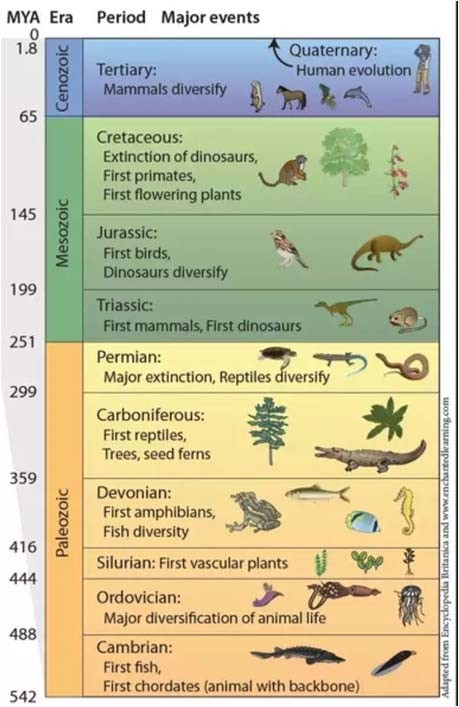 MYA Era Period Major events
0
1.8
Quaternary:
Human evolution
Cenozoic
Tertiary:
Mammals diversify
65
Mesozoic
Cretaceous:
Extinction of dinosaurs,
First primates,
First flowering plants
145
Jurassic:
First birds,
Dinosaurs diversify
199
Triassic:
First mammals, First dinosaurs
251
Paleozoic
Permian:
Major extinction, Reptiles diversify
299
Carboniferous:
First reptiles,
Trees, seed ferns
359
Devonian:
First amphibians,
Fish diversity
416
Silurian: First vascular plants
444
Ordovician:
Major diversification of animal life
488
Cambrian:
First fish,
First chordates (animal with backbone)
542
Adapted from Encyclopedia Britanica and www.enchantedlearning.com